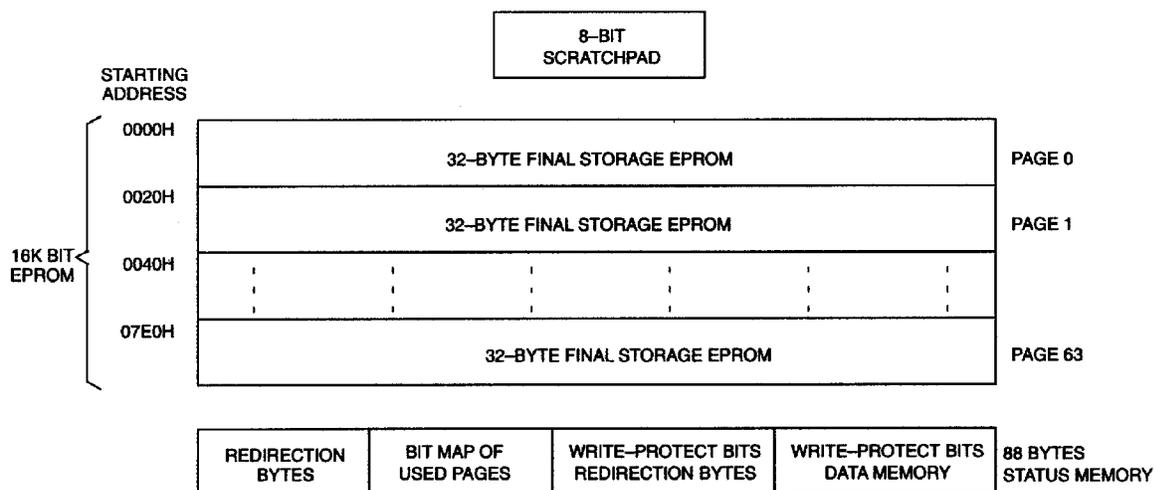 8–BIT
SCRATCHPAD
STARTING
ADDRESS
0000H
32–BYTE FINAL STORAGE EPROM
PAGE 0
0020H
32–BYTE FINAL STORAGE EPROM
PAGE 1
16K BIT
EPROM
0040H
07E0H
32–BYTE FINAL STORAGE EPROM
PAGE 63
REDIRECTION
BYTES
BIT MAP OF
USED PAGES
WRITE–PROTECT BITS
REDIRECTION BYTES
WRITE–PROTECT BITS
DATA MEMORY
88 BYTES
STATUS MEMORY